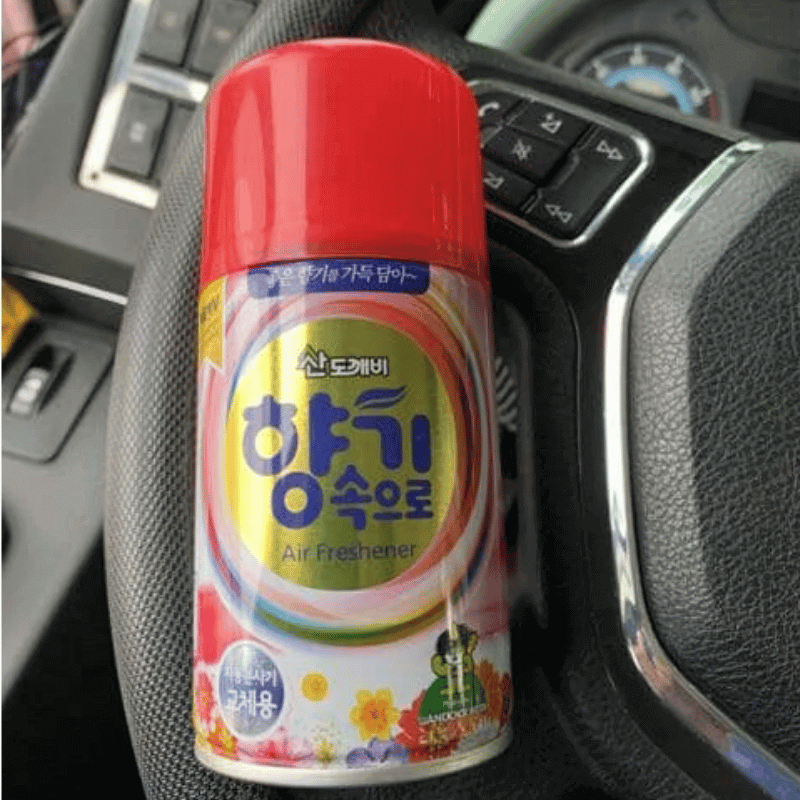 좋은 향기를 가득 담아~
산도깨비
향기
속으로
Air Freshener
자동분사기
교체용
SANDOKKAEBI